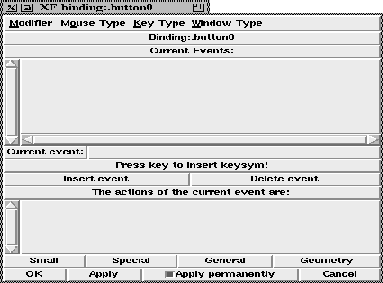 XF binding:.button0
Modifier Mouse Type Key Type Window Type
Binding:.button0
Current Events:
Current event:
Press key to insert keysym!
Insert event Delete event
The actions of the current event are:
Small Special General Geometry
OK Apply Apply permanently Cancel